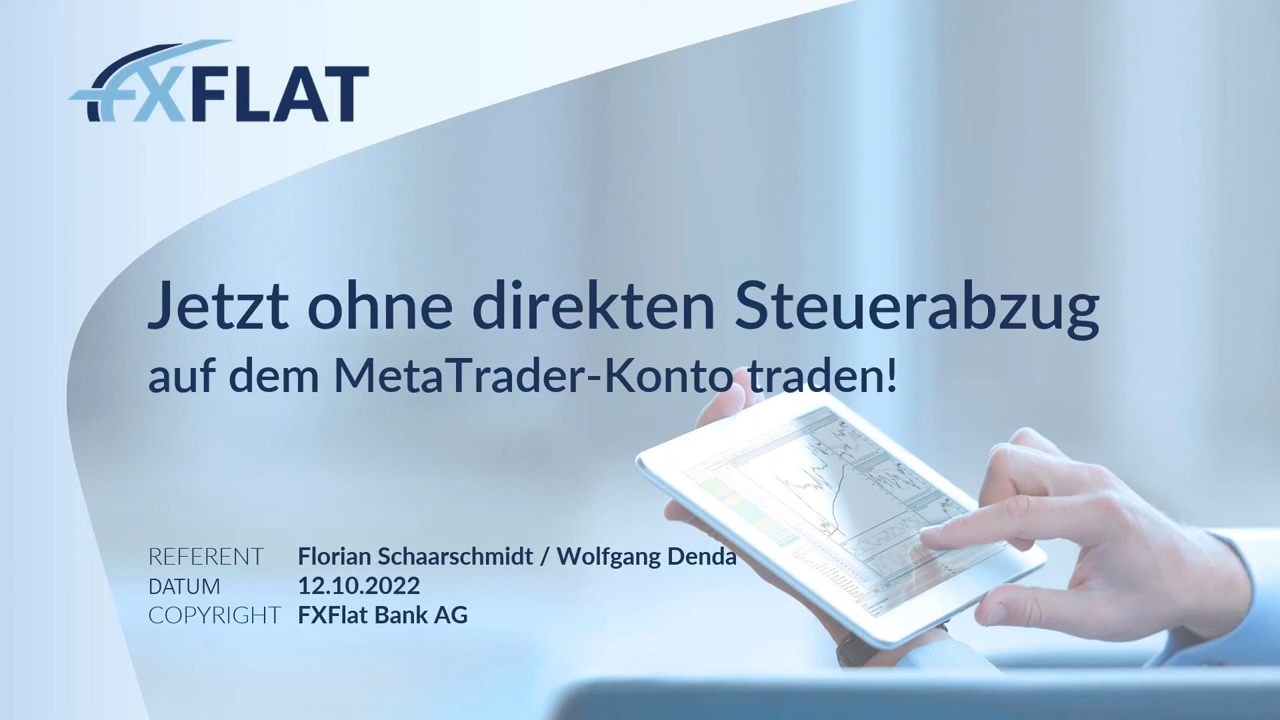 FXFLAT
Jetzt ohne direkten Steuerabzug
auf dem MetaTrader-Konto traden!
REFERENT Florian Schaarschmidt / Wolfgang Denda
DATUM 12.10.2022
COPYRIGHT FXFlat Bank AG